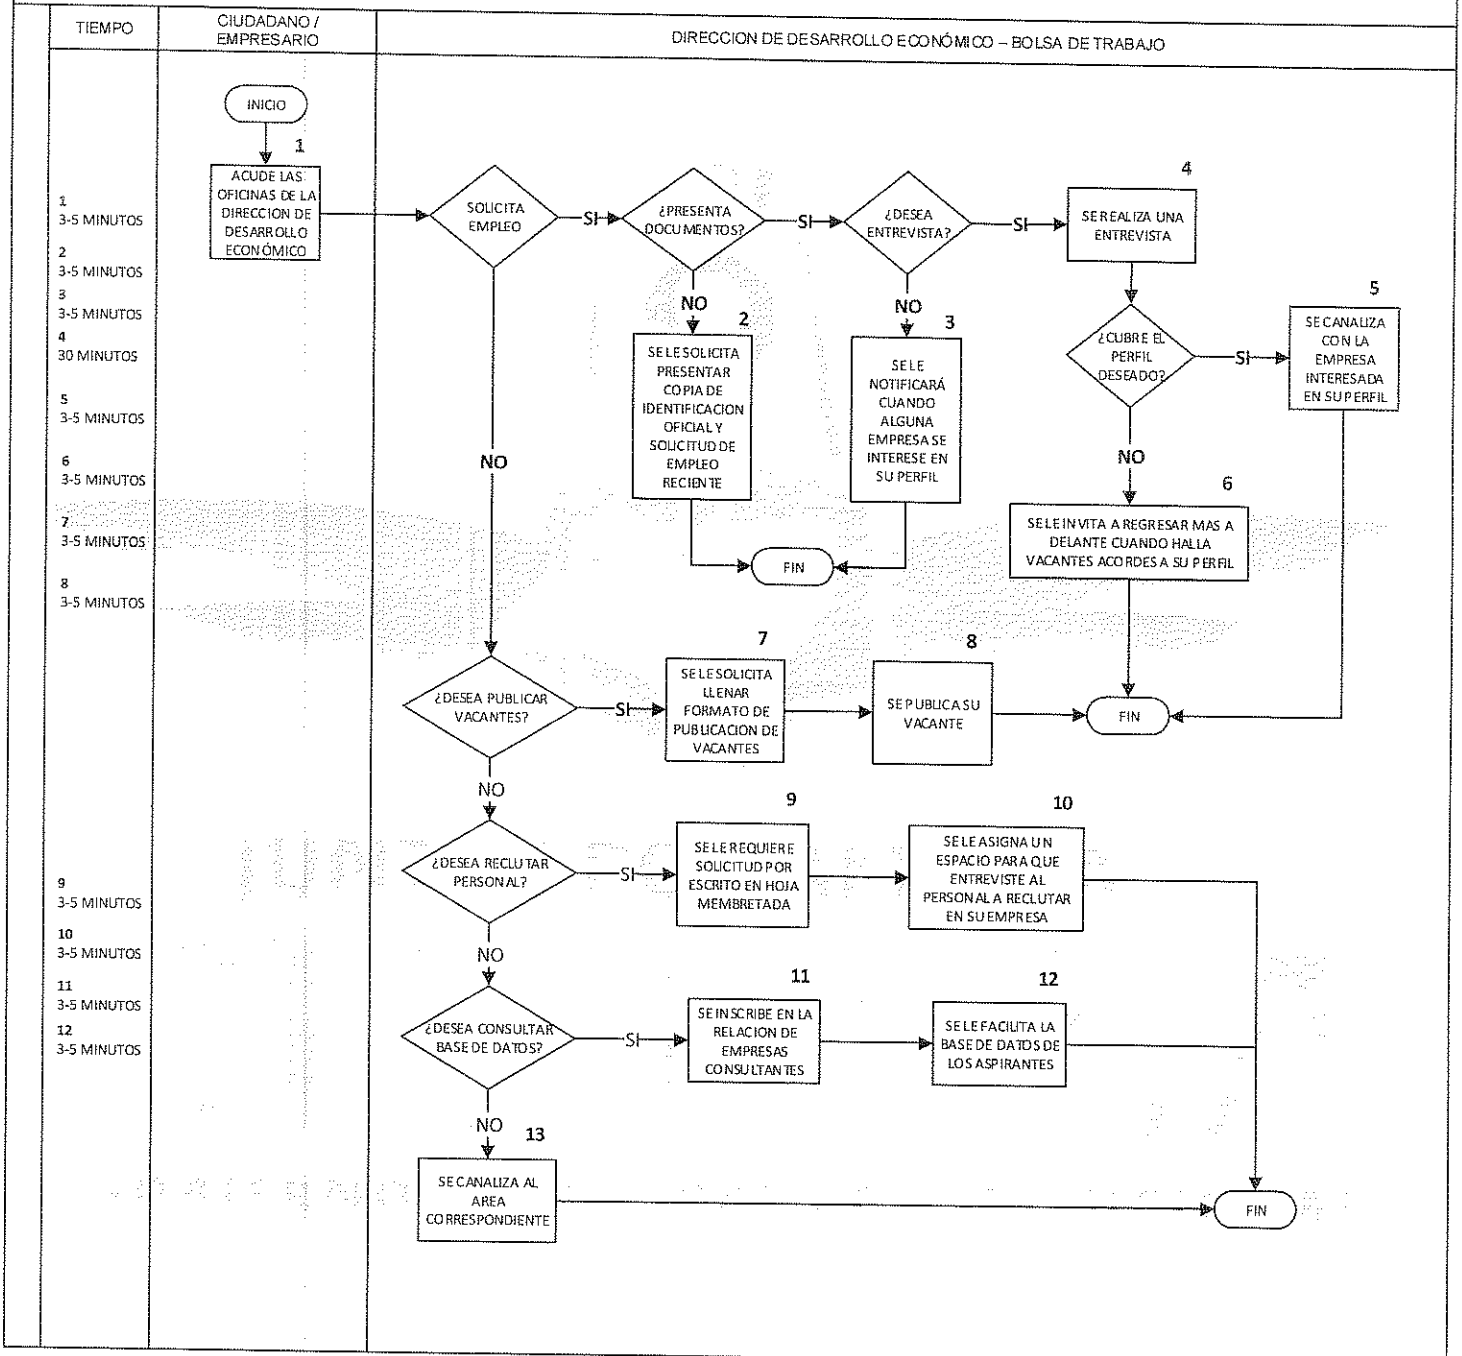 TIEMPO
CIUDADANO /
EMPRESARIO
DIRECCION DE DESARROLLO ECONÓMICO – BOLSA DE TRABAJO
1
3-5 MINUTOS
2
3-5 MINUTOS
3
3-5 MINUTOS
4
30 MINUTOS
5
3-5 MINUTOS
6
3-5 MINUTOS
7
3-5 MINUTOS
8
3-5 MINUTOS
9
3-5 MINUTOS
10
3-5 MINUTOS
11
3-5 MINUTOS
12
3-5 MINUTOS
INICIO
1
ACUDE LAS
OFICINAS DE LA
DIRECCION DE
DESARROLLO
ECONÓMICO
SOLICITA
EMPLEO
SI
¿PRESENTA
DOCUMENTOS?
SI
¿DESEA
ENTREVISTA?
SI
4
SE REALIZA UNA
ENTREVISTA
NO
2
SE LE SOLICITA
PRESENTAR
COPIA DE
IDENTIFICACION
OFICIAL Y
SOLICITUD DE
EMPLEO
RECIENTE
NO
3
SE LE
NOTIFICARÁ
CUANDO
ALGUNA
EMPRESA SE
INTERESE EN
SU PERFIL
FIN
¿CUBRE EL
PERFIL
DESEADO?
SI
5
SE CANALIZA
CON LA
EMPRESA
INTERESADA
EN SU PERFIL
NO
6
SE LE INVITA A REGRESAR MAS A
DELANTE CUANDO HALLA
VACANTES ACORDES A SU PERFIL
NO
¿DESEA PUBLICAR
VACANTES?
SI
7
SE LE SOLICITA
LLENAR
FORMATO DE
PUBLICACION DE
VACANTES
8
SE PUBLICA SU
VACANTE
FIN
NO
¿DESEA RECLUTAR
PERSONAL?
SI
9
SE LE REQUIERE
SOLICITUD POR
ESCRITO EN HOJA
MEMBRETADA
10
SE LE ASIGNA UN
ESPACIO PARA QUE
ENTREVISTE AL
PERSONAL A RECLUTAR
EN SU EMPRESA
NO
¿DESEA CONSULTAR
BASE DE DATOS?
SI
11
SE INSCRIBE EN LA
RELACION DE
EMPRESAS
CONSULTANTES
12
SE LE FACILITA LA
BASE DE DATOS DE
LOS ASPIRANTES
NO
13
SE CANALIZA AL
AREA
CORRESPONDIENTE
FIN